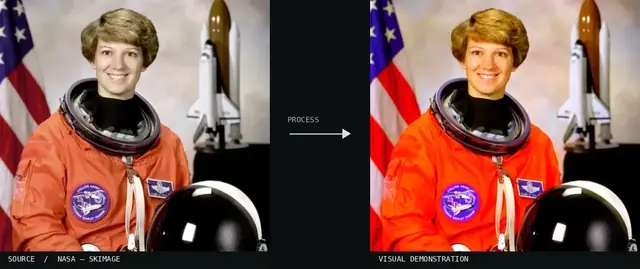 PROCESS
SOURCE / NASA — SKIMAGE
VISUAL DEMONSTRATION